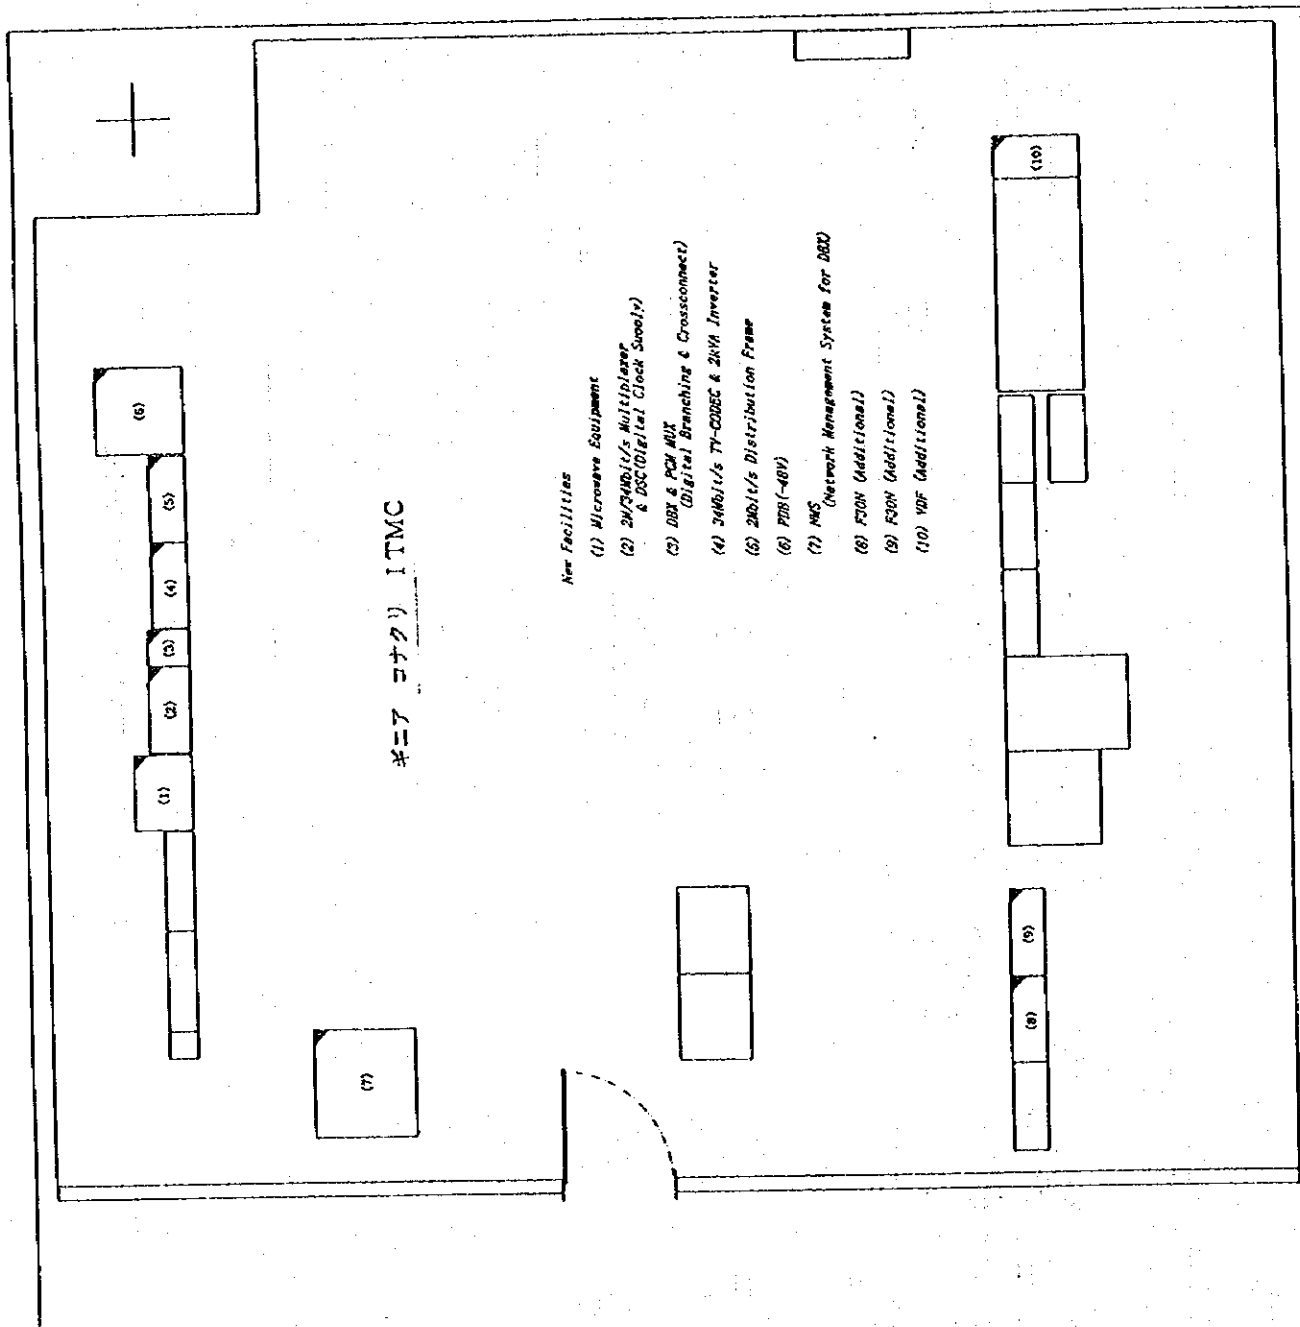 ギニア コナクリ ITMC
New Facilities
(1) Microwave Equipment
(2) 2M/34Mbit/s Multiplexer
& DSC(Digital Clock Supply)
(3) DBX & PCM MUX
(Digital Branching & Crossconnect)
(4) 34Mbit/s TV-CODEC & 2kVA Inverter
(5) 2Mbit/s Distribution Frame
(6) PDB(-48V)
(7) NMS
(Network Management System for DBX)
(8) F30N (Additional)
(9) F30N (Additional)
(10) VDF (Additional)
(6)
(5)
(4)
(3)
(2)
(1)
(7)
(10)
(9)
(8)